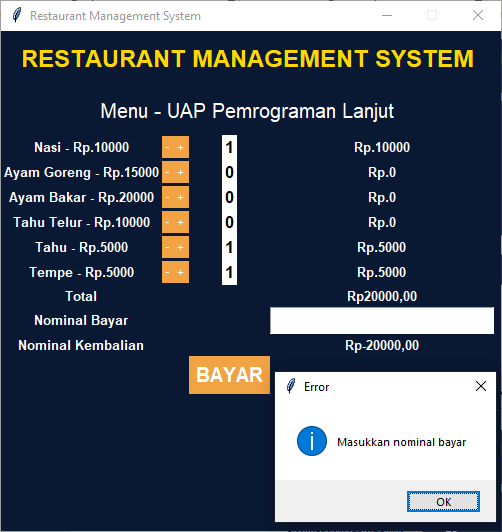 Restaurant Management System
RESTAURANT MANAGEMENT SYSTEM
Menu - UAP Pemrograman Lanjut
Nasi - Rp.10000 - + 1 Rp.10000
Ayam Goreng - Rp.15000 - + 0 Rp.0
Ayam Bakar - Rp.20000 - + 0 Rp.0
Tahu Telur - Rp.10000 - + 0 Rp.0
Tahu - Rp.5000 - + 1 Rp.5000
Tempe - Rp.5000 - + 1 Rp.5000
Total Rp20000,00
Nominal Bayar
Nominal Kembalian Rp-20000,00
BAYAR
Error
Masukkan nominal bayar
OK